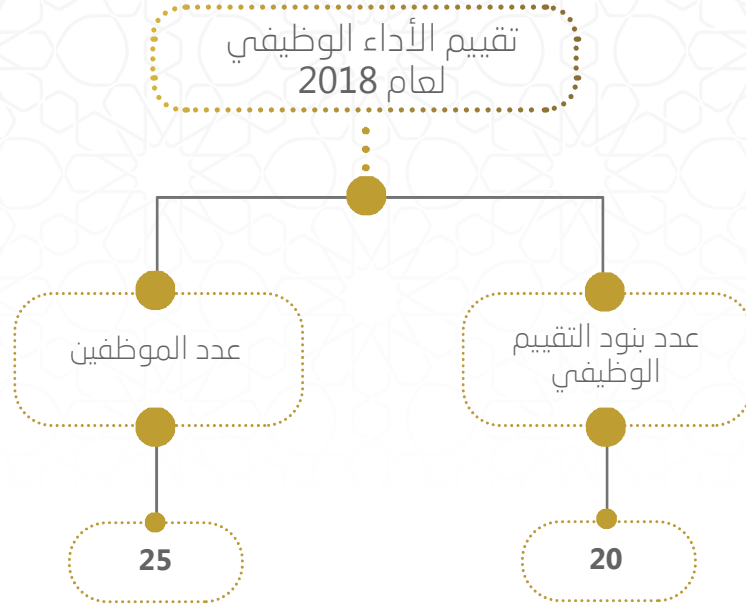 تقييم الأداء الوظيفي
لعام 2018
عدد بنود التقييم
الوظيفي
20
عدد الموظفين
25